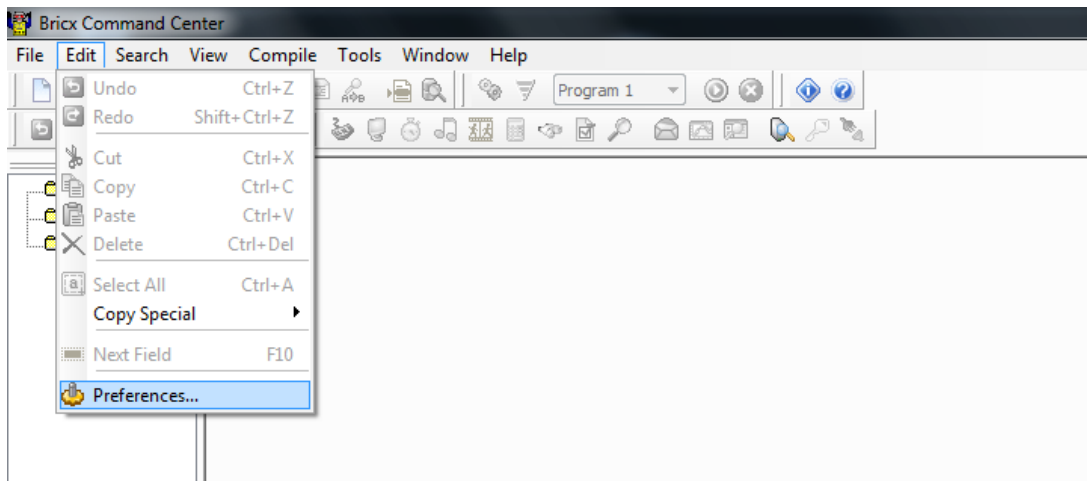 Bricx Command Center
File Edit Search View Compile Tools Window Help
Undo Ctrl+Z
Program 1
Redo Shift+Ctrl+Z
Cut Ctrl+X
Copy Ctrl+C
Paste Ctrl+V
Delete Ctrl+Del
Select All Ctrl+A
Copy Special
Next Field F10
Preferences...